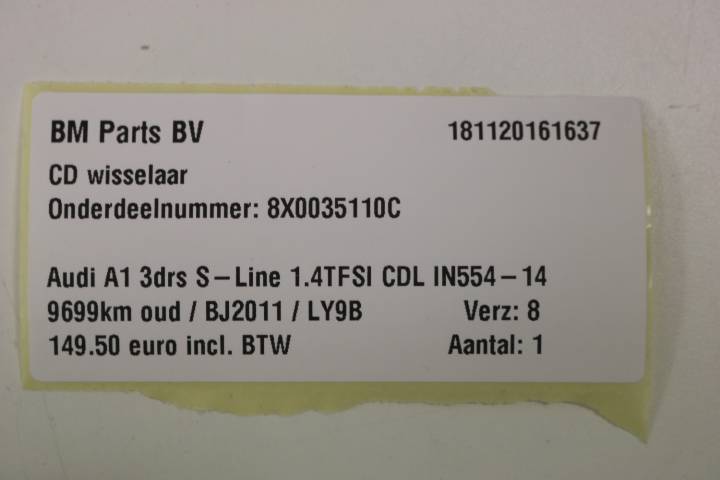 BM Parts BV 181120161637
CD wisselaar
Onderdeelnummer: 8X0035110C
Audi A1 3drs S-Line 1.4TFSI CDL IN554-14
9699km oud / BJ2011 / LY9B Verz: 8
149.50 euro incl. BTW Aantal: 1